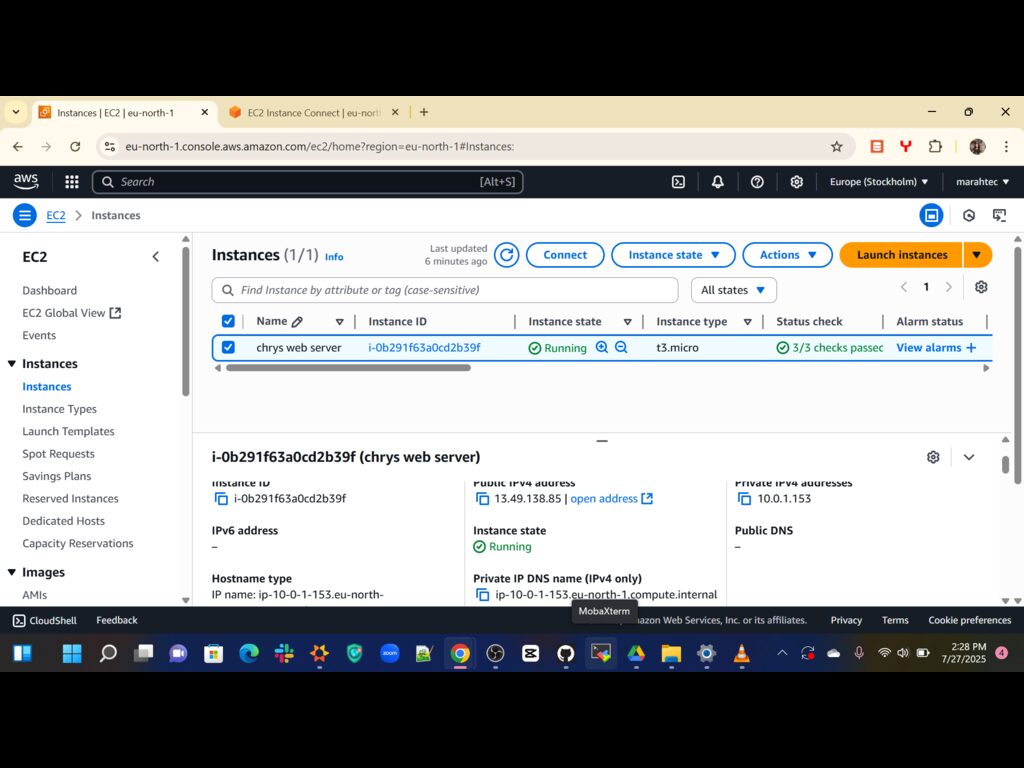 Instances | EC2 | eu-north-1
EC2 Instance Connect | eu-nort
eu-north-1.console.aws.amazon.com/ec2/home?region=eu-north-1#Instances:
aws
Search
[Alt+S]
Europe (Stockholm)
marahtec
EC2
Instances
EC2
Dashboard
EC2 Global View
Events
Instances
Instances
Instance Types
Launch Templates
Spot Requests
Savings Plans
Reserved Instances
Dedicated Hosts
Capacity Reservations
Images
AMIs
Instances (1/1) Info
Last updated
6 minutes ago
Connect
Instance state
Actions
Launch instances
Find Instance by attribute or tag (case-sensitive)
All states
1
Name
Instance ID
Instance state
Instance type
Status check
Alarm status
chrys web server
i-0b291f63a0cd2b39f
Running
t3.micro
3/3 checks passec
View alarms +
i-0b291f63a0cd2b39f (chrys web server)
Instance ID
i-0b291f63a0cd2b39f
Public IPv4 address
13.49.138.85 | open address
Private IPv4 addresses
10.0.1.153
IPv6 address
–
Instance state
Running
Public DNS
–
Hostname type
IP name: ip-10-0-1-153.eu-north-
Private IP DNS name (IPv4 only)
ip-10-0-1-153.eu-north-1.compute.internal
MobaXterm
CloudShell
Feedback
azon Web Services, Inc. or its affiliates.
Privacy
Terms
Cookie preferences
zoom
2:28 PM
7/27/2025
4